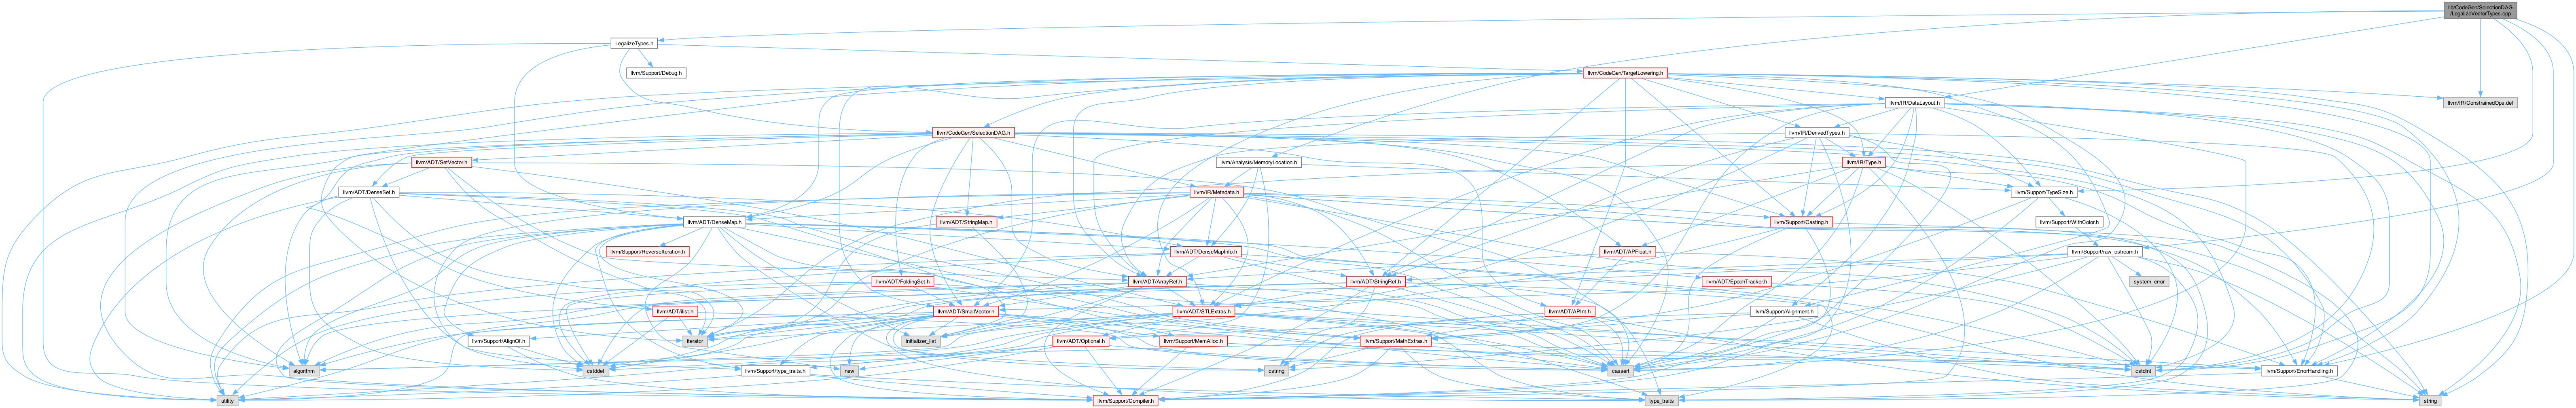 lib/CodeGen/SelectionDAG
/LegalizeVectorTypes.cpp
LegalizeTypes.h
llvm/Support/Debug.h
llvm/CodeGen/TargetLowering.h
llvm/IR/DataLayout.h
llvm/IR/ConstrainedOps.def
llvm/CodeGen/SelectionDAG.h
llvm/IR/DerivedTypes.h
llvm/ADT/SetVector.h
llvm/Analysis/MemoryLocation.h
llvm/IR/Type.h
llvm/ADT/DenseSet.h
llvm/IR/Metadata.h
llvm/Support/TypeSize.h
llvm/ADT/DenseMap.h
llvm/ADT/StringMap.h
llvm/Support/Casting.h
llvm/Support/WithColor.h
llvm/Support/ReverseIteration.h
llvm/ADT/DenseMapInfo.h
llvm/ADT/APFloat.h
llvm/Support/raw_ostream.h
llvm/ADT/FoldingSet.h
llvm/ADT/ArrayRef.h
llvm/ADT/StringRef.h
llvm/ADT/EpochTracker.h
system_error
llvm/ADT/ilist.h
llvm/ADT/SmallVector.h
llvm/ADT/STLExtras.h
llvm/ADT/APInt.h
llvm/Support/Alignment.h
llvm/Support/AlignOf.h
iterator
initializer_list
llvm/ADT/Optional.h
llvm/Support/MemAlloc.h
llvm/Support/MathExtras.h
algorithm
cstddef
llvm/Support/type_traits.h
new
cstring
cassert
cstdint
llvm/Support/ErrorHandling.h
utility
llvm/Support/Compiler.h
type_traits
string